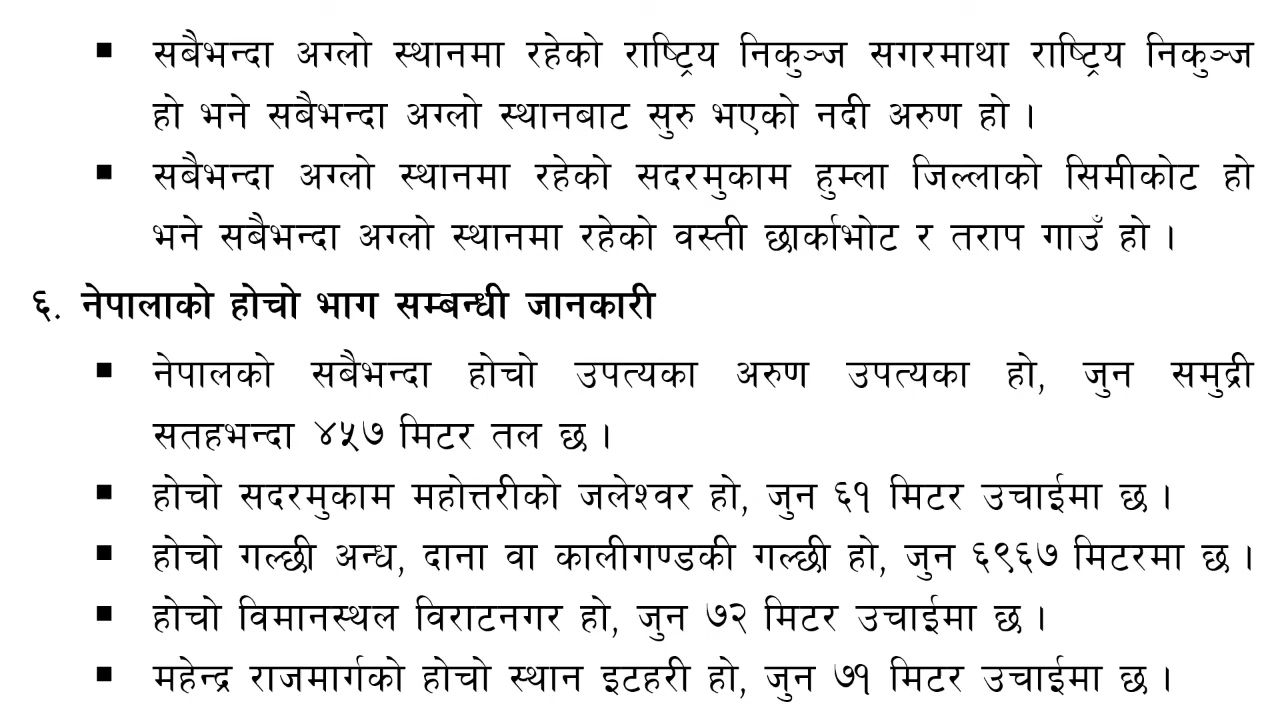 ▪ सबैभन्दा अग्लो स्थानमा रहेको राष्ट्रिय निकुञ्ज सगरमाथा राष्ट्रिय निकुञ्ज
हो भने सबैभन्दा अग्लो स्थानबाट सुरु भएको नदी अरुण हो ।
▪ सबैभन्दा अग्लो स्थानमा रहेको सदरमुकाम हुम्ला जिल्लाको सिमीकोट हो
भने सबैभन्दा अग्लो स्थानमा रहेको वस्ती छार्काभोट र तराप गाउँ हो ।
६. नेपालाको होचो भाग सम्बन्धी जानकारी
▪ नेपालको सबैभन्दा होचो उपत्यका अरुण उपत्यका हो, जुन समुद्री
सतहभन्दा ४५७ मिटर तल छ ।
▪ होचो सदरमुकाम महोत्तरीको जलेश्वर हो, जुन ६१ मिटर उचाईमा छ ।
▪ होचो गल्छी अन्ध, दाना वा कालीगण्डकी गल्छी हो, जुन ६९६७ मिटरमा छ ।
▪ होचो विमानस्थल विराटनगर हो, जुन ७२ मिटर उचाईमा छ ।
▪ महेन्द्र राजमार्गको होचो स्थान इटहरी हो, जुन ७१ मिटर उचाईमा छ ।